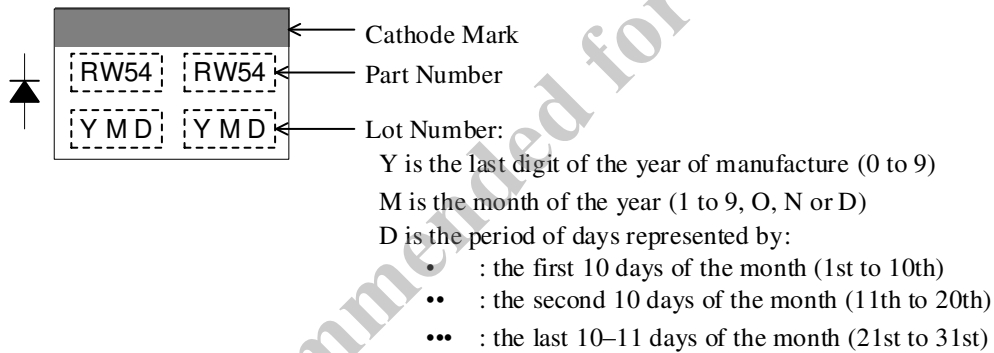 Cathode Mark
RW54 RW54 Part Number
Y M D Y M D Lot Number:
Y is the last digit of the year of manufacture (0 to 9)
M is the month of the year (1 to 9, O, N or D)
D is the period of days represented by:
• : the first 10 days of the month (1st to 10th)
•• : the second 10 days of the month (11th to 20th)
••• : the last 10–11 days of the month (21st to 31st)
mmended for